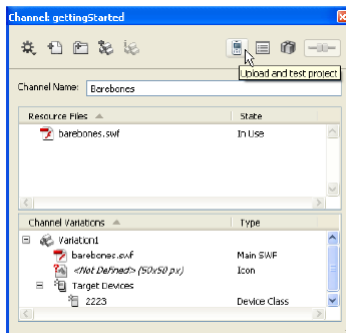 Channel: gettingStarted
Upload and test project
Channel Name: Barebones
Resource Files State
barebones.swf In Use
Channel Variations Type
Variation1
barebones.swf Main SWF
<Not Defined> (50x50 px) Icon
Target Devices
2223 Device Class